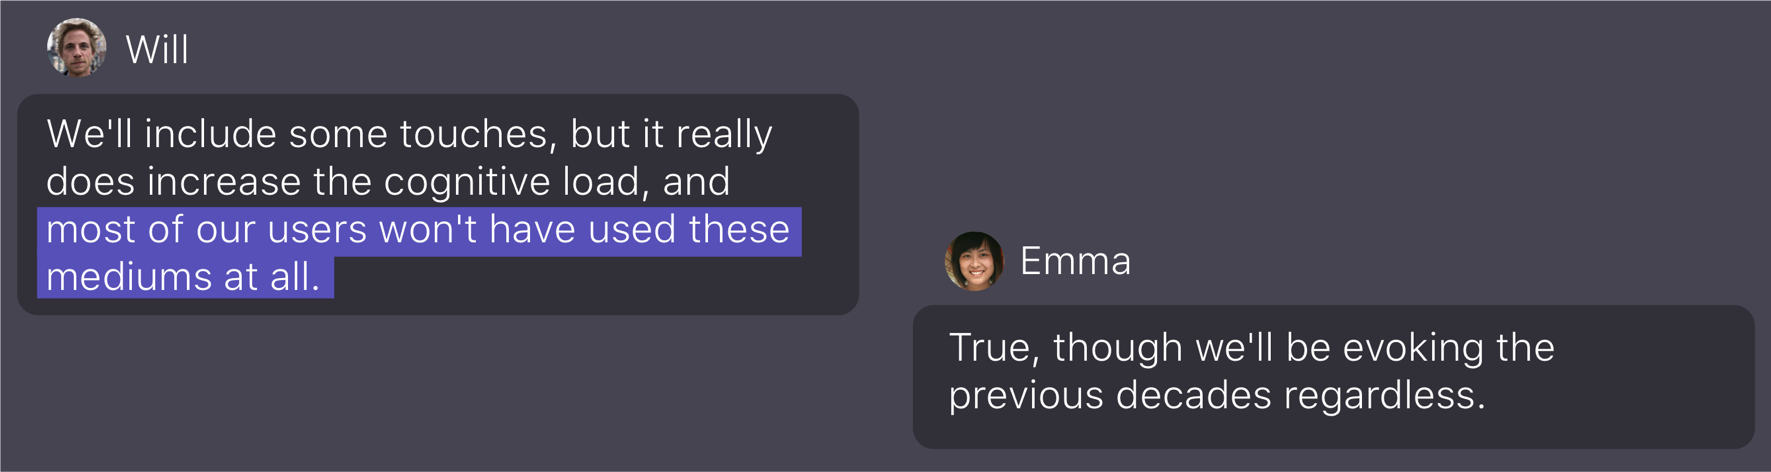 Will
We'll include some touches, but it really
does increase the cognitive load, and
most of our users won't have used these
mediums at all.
Emma
True, though we'll be evoking the
previous decades regardless.